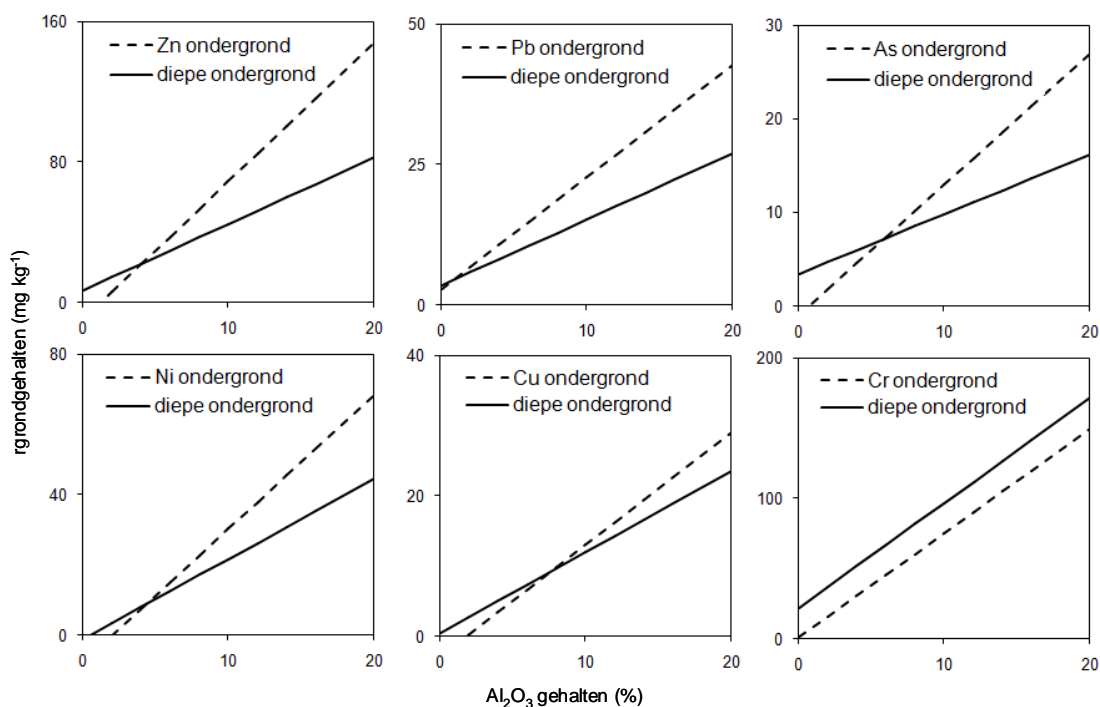 160
Zn ondergrond
diepe ondergrond
80
0
0
10
20
50
Pb ondergrond
diepe ondergrond
25
0
0
10
20
30
As ondergrond
diepe ondergrond
20
10
0
0
10
20
rgrondgehalten (mg kg-1)
80
Ni ondergrond
diepe ondergrond
40
0
0
10
20
40
Cu ondergrond
diepe ondergrond
20
0
0
10
20
200
Cr ondergrond
diepe ondergrond
100
0
0
10
20
Al2O3 gehalten (%)